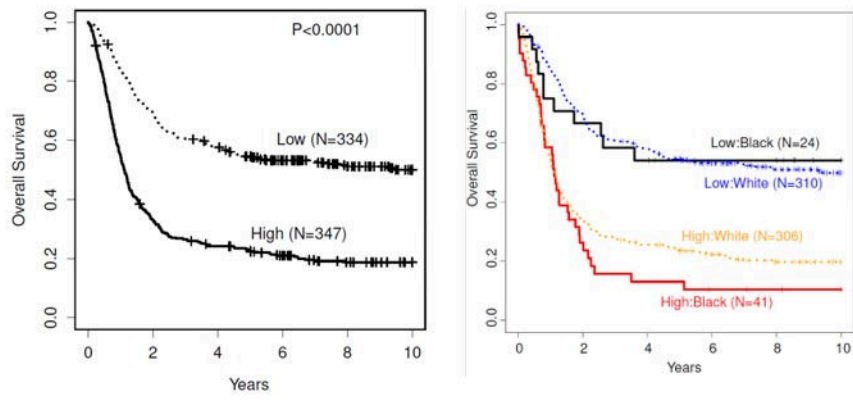 P<0.0001
Overall Survival
0.0 0.2 0.4 0.6 0.8 1.0
Low (N=334)
High (N=347)
0 2 4 6 8 10
Years
Overall Survival
0.0 0.2 0.4 0.6 0.8 1.0
Low:Black (N=24)
Low:White (N=310)
High:White (N=306)
High:Black (N=41)
0 2 4 6 8 10
Years